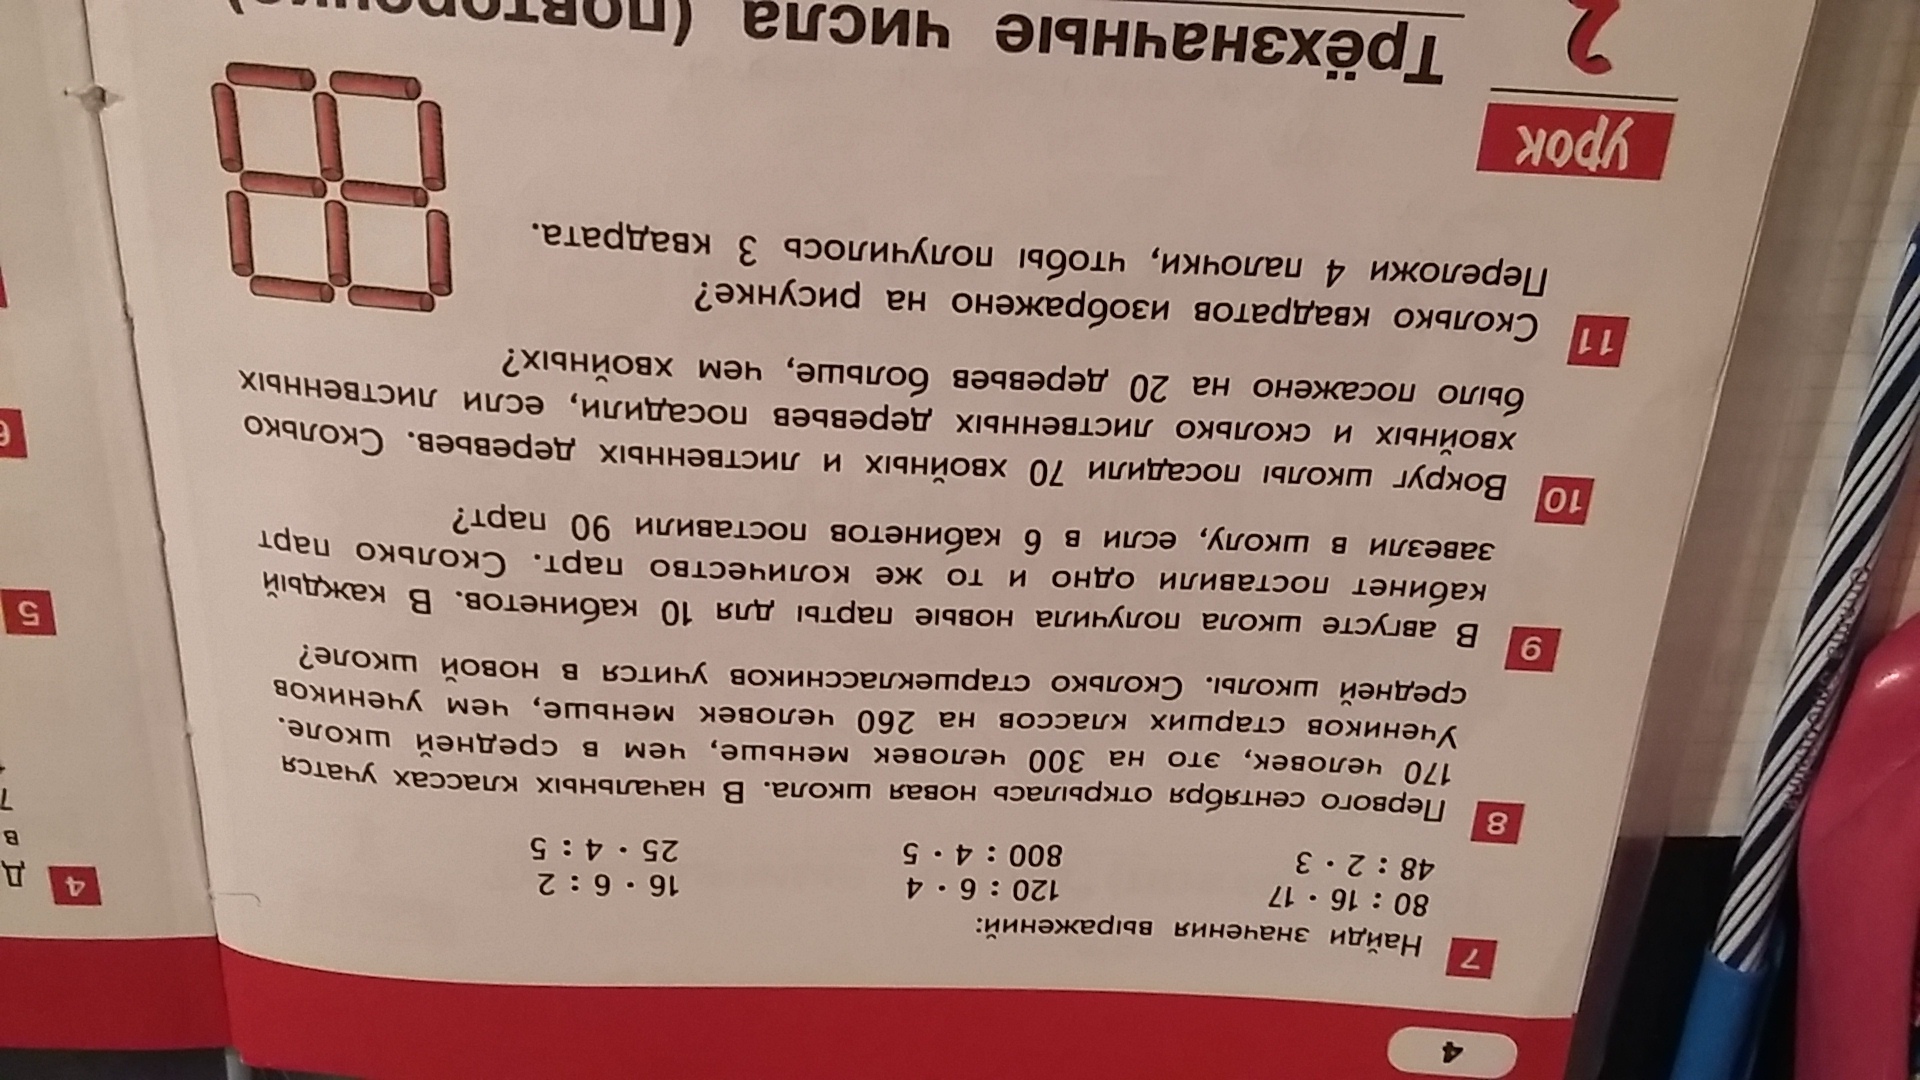 4
7 Найди значения выражений:
80 : 16 · 17 120 : 6 · 4 16 · 6 : 2
48 : 2 · 3 800 : 4 · 5 25 · 4 : 5
8 Первого сентября открылась новая школа. В начальных классах учатся
170 человек, это на 300 человек меньше, чем в средней школе.
Учеников старших классов на 260 человек меньше, чем учеников
средней школы. Сколько старшеклассников учится в новой школе?
9 В августе школа получила новые парты для 10 кабинетов. В каждый
кабинет поставили одно и то же количество парт. Сколько парт
завезли в школу, если в 6 кабинетов поставили 90 парт?
10 Вокруг школы посадили 70 хвойных и лиственных деревьев. Сколько
хвойных и сколько лиственных деревьев посадили, если лиственных
было посажено на 20 деревьев больше, чем хвойных?
11 Сколько квадратов изображено на рисунке?
Переложи 4 палочки, чтобы получилось 3 квадрата.
урок
2 Трёхзначные числа
4 Д
в
7
5
6